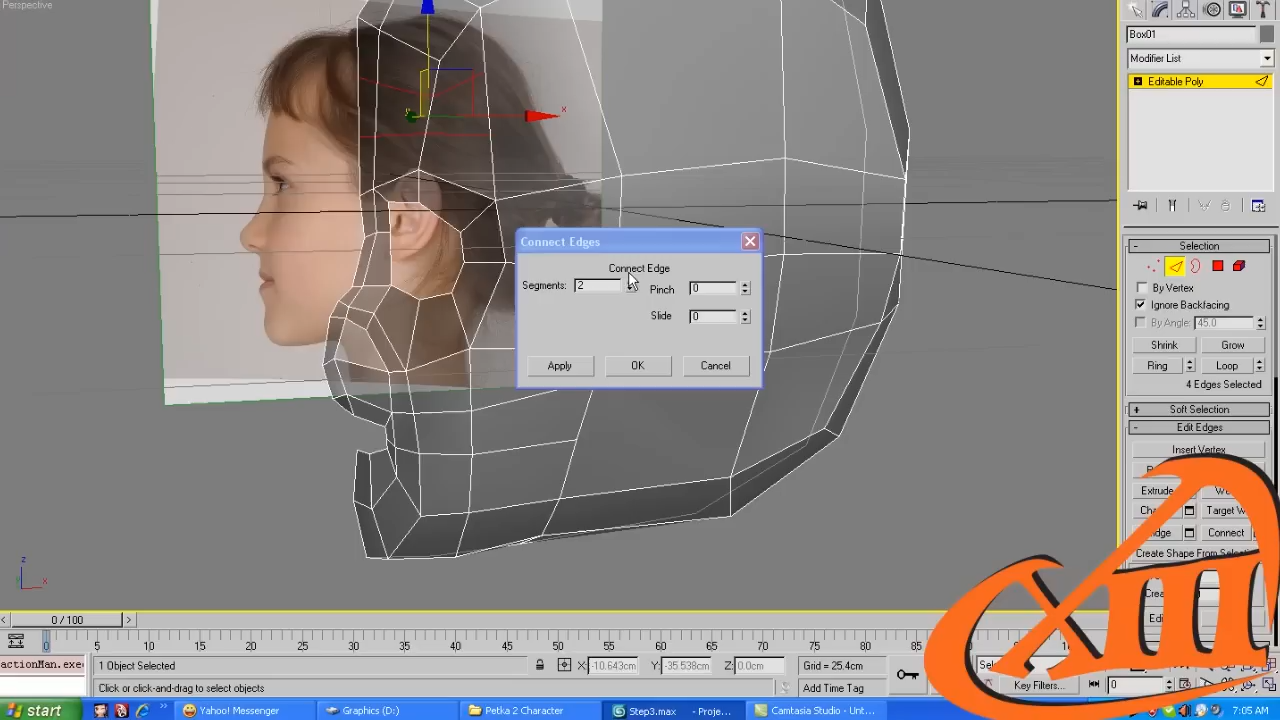 Perspective
Box01
Modifier List
Editable Poly
Selection
By Vertex
Ignore Backfacing
By Angle: 45.0
Shrink Grow
Ring Loop
4 Edges Selected
Soft Selection
Edit Edges
Insert Vertex
Extrude
Target W
Connect
Create Shape From Selec
Connect Edges
Connect Edge
Segments: 2 Pinch 0
Slide 0
Apply OK Cancel
z
x
x
0 / 100
0 5 10 15 20 25 30 35 40 45 50 55 60 65 70 75 80 85
actionMan.exe
1 Object Selected X: -10.643cm Y: -35.538cm Z: 0.0cm Grid = 25.4cm
Click or click-and-drag to select objects Add Time Tag
Key Filters... 0
start Yahoo! Messenger Graphics (D:) Petka 2 Character Step3.max - Proje... Camtasia Studio - Unt... 7:05 AM